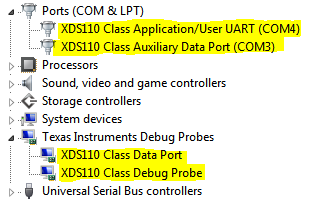 Ports (COM & LPT)
XDS110 Class Application/User UART (COM4)
XDS110 Class Auxiliary Data Port (COM3)
Processors
Sound, video and game controllers
Storage controllers
System devices
Texas Instruments Debug Probes
XDS110 Class Data Port
XDS110 Class Debug Probe
Universal Serial Bus controllers